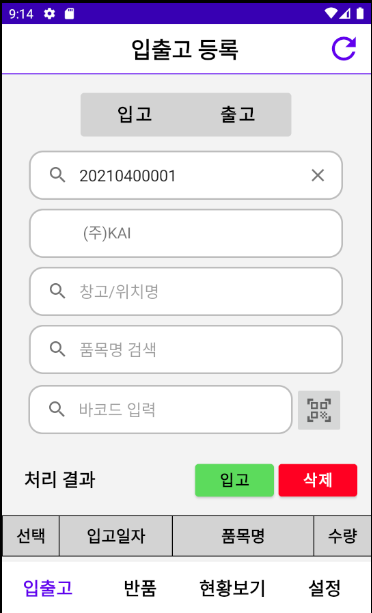 9:14
입출고 등록
입고 출고
20210400001
(주)KAI
창고/위치명
품목명 검색
바코드 입력
처리 결과 입고 삭제
선택 입고일자 품목명 수량
입출고 반품 현황보기 설정